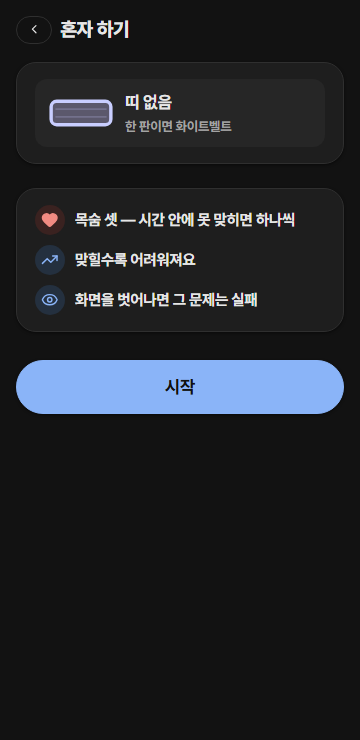 혼자 하기
띠 없음
한 판이면 화이트벨트
목숨 셋 — 시간 안에 못 맞히면 하나씩
맞힐수록 어려워져요
화면을 벗어나면 그 문제는 실패
시작